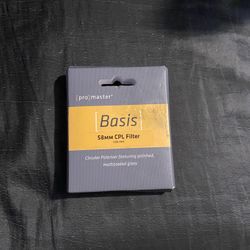 [pro]master®
[Basis]
58MM CPL Filter
Circular Polarizer featuring polished,
multicoated glass